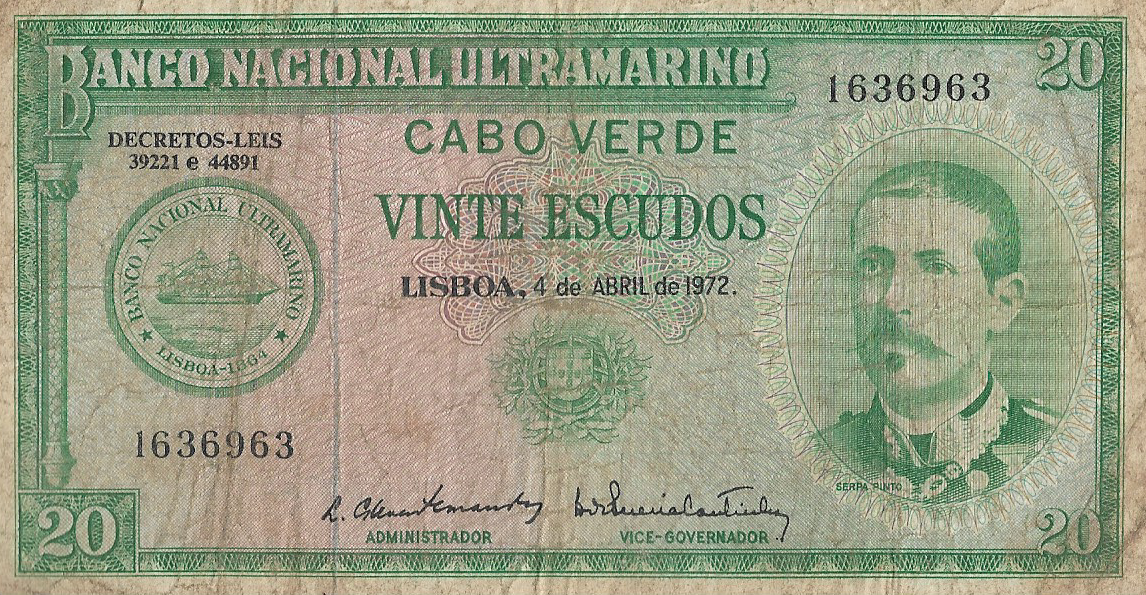 BANCO NACIONAL ULTRAMARINO
20
1636963
DECRETOS-LEIS
39221 e 44891
CABO VERDE
VINTE ESCUDOS
LISBOA, 4 de ABRIL de 1972.
BANCO NACIONAL ULTRAMARINO
LISBOA-1864
1636963
SERPA PINTO
ADMINISTRADOR
VICE-GOVERNADOR
20
20